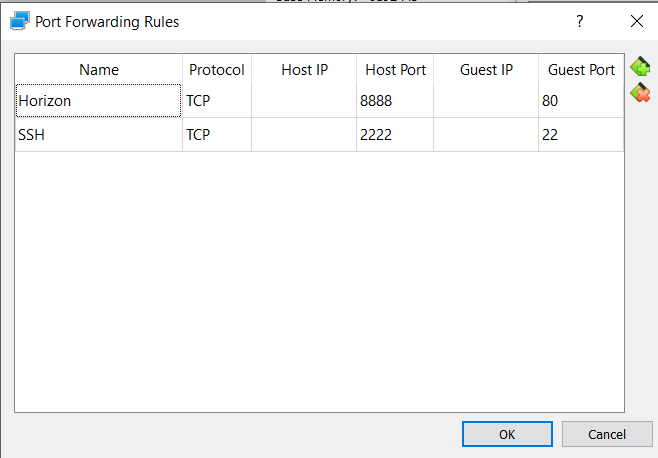 Port Forwarding Rules ?
Name Protocol Host IP Host Port Guest IP Guest Port
Horizon TCP 8888 80
SSH TCP 2222 22
OK Cancel